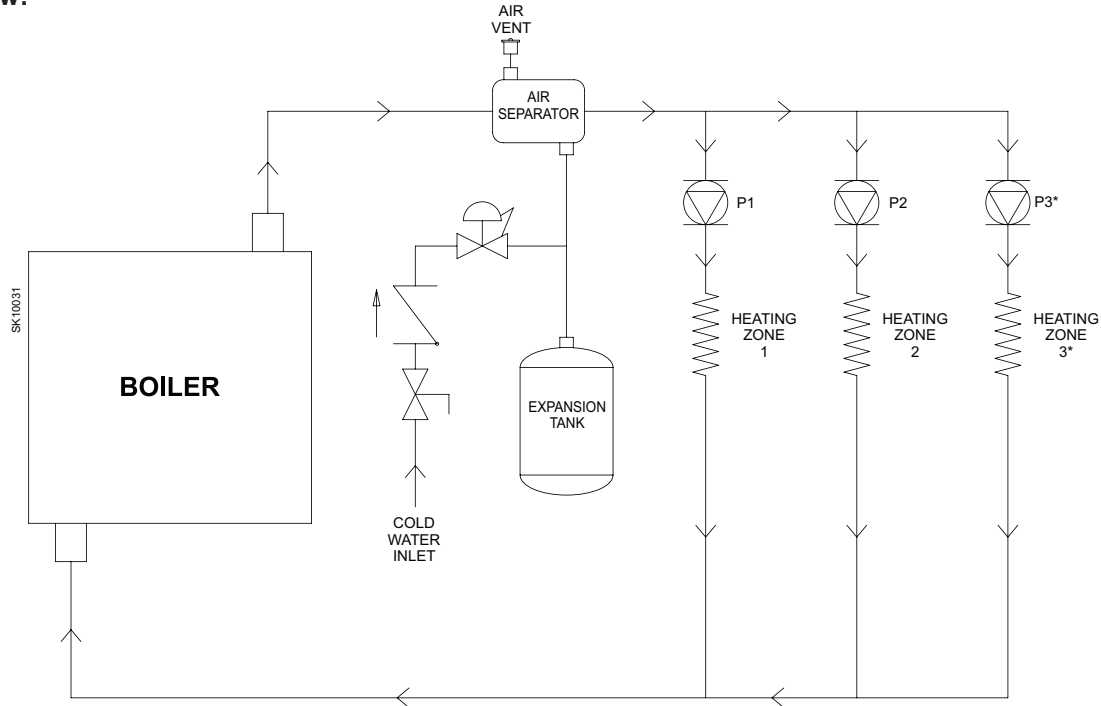 w:
AIR
VENT
AIR
SEPARATOR
P1
P2
P3*
SK10031
BOILER
HEATING
ZONE
1
HEATING
ZONE
2
HEATING
ZONE
3*
EXPANSION
TANK
COLD
WATER
INLET